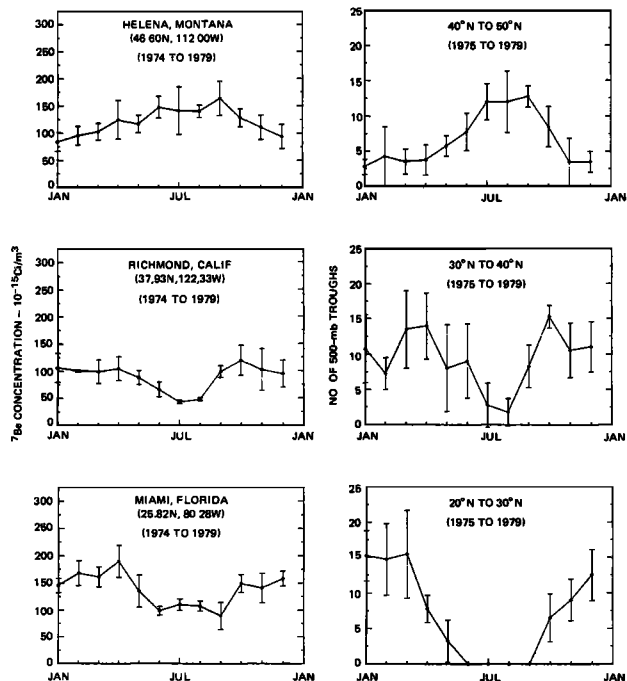 HELENA, MONTANA
(46 60N, 112 00W)
(1974 TO 1979)
300
250
200
150
100
50
0
JAN
JUL
JAN
40°N TO 50°N
(1975 TO 1979)
25
20
15
10
5
0
JAN
JUL
JAN
⁷Be CONCENTRATION ~ 10⁻¹⁵Ci/m³
RICHMOND, CALIF
(37,93N,122,33W)
(1974 TO 1979)
300
250
200
150
100
50
0
JAN
JUL
JAN
NO OF 500-mb TROUGHS
30°N TO 40°N
(1975 TO 1979)
25
20
15
10
5
0
JAN
JUL
JAN
MIAMI, FLORIDA
(25.82N, 80 28W)
(1974 TO 1979)
300
250
200
150
100
50
0
JAN
JUL
JAN
20°N TO 30°N
(1975 TO 1979)
25
20
15
10
5
0
JAN
JUL
JAN